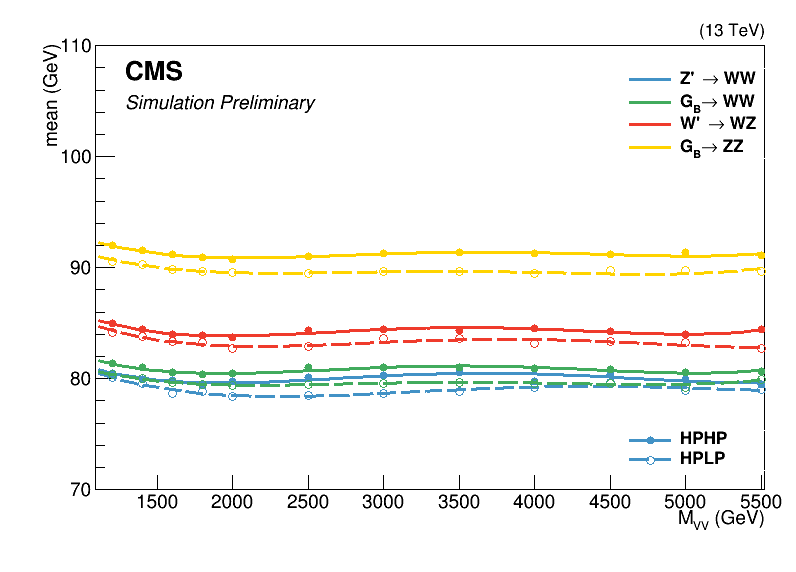 (13 TeV)
110
100
90
80
70
mean (GeV)
CMS
Simulation Preliminary
Z' → WW
G_B → WW
W' → WZ
G_B → ZZ
HPHP
HPLP
1500 2000 2500 3000 3500 4000 4500 5000 5500
M_VV (GeV)